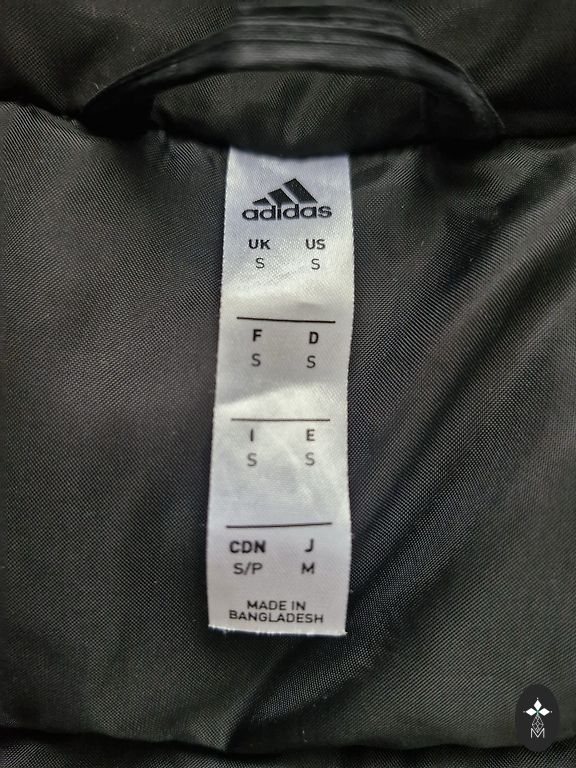 adidas
UK US
S S
F D
S S
I E
S S
CDN J
S/P M
MADE IN
BANGLADESH
M